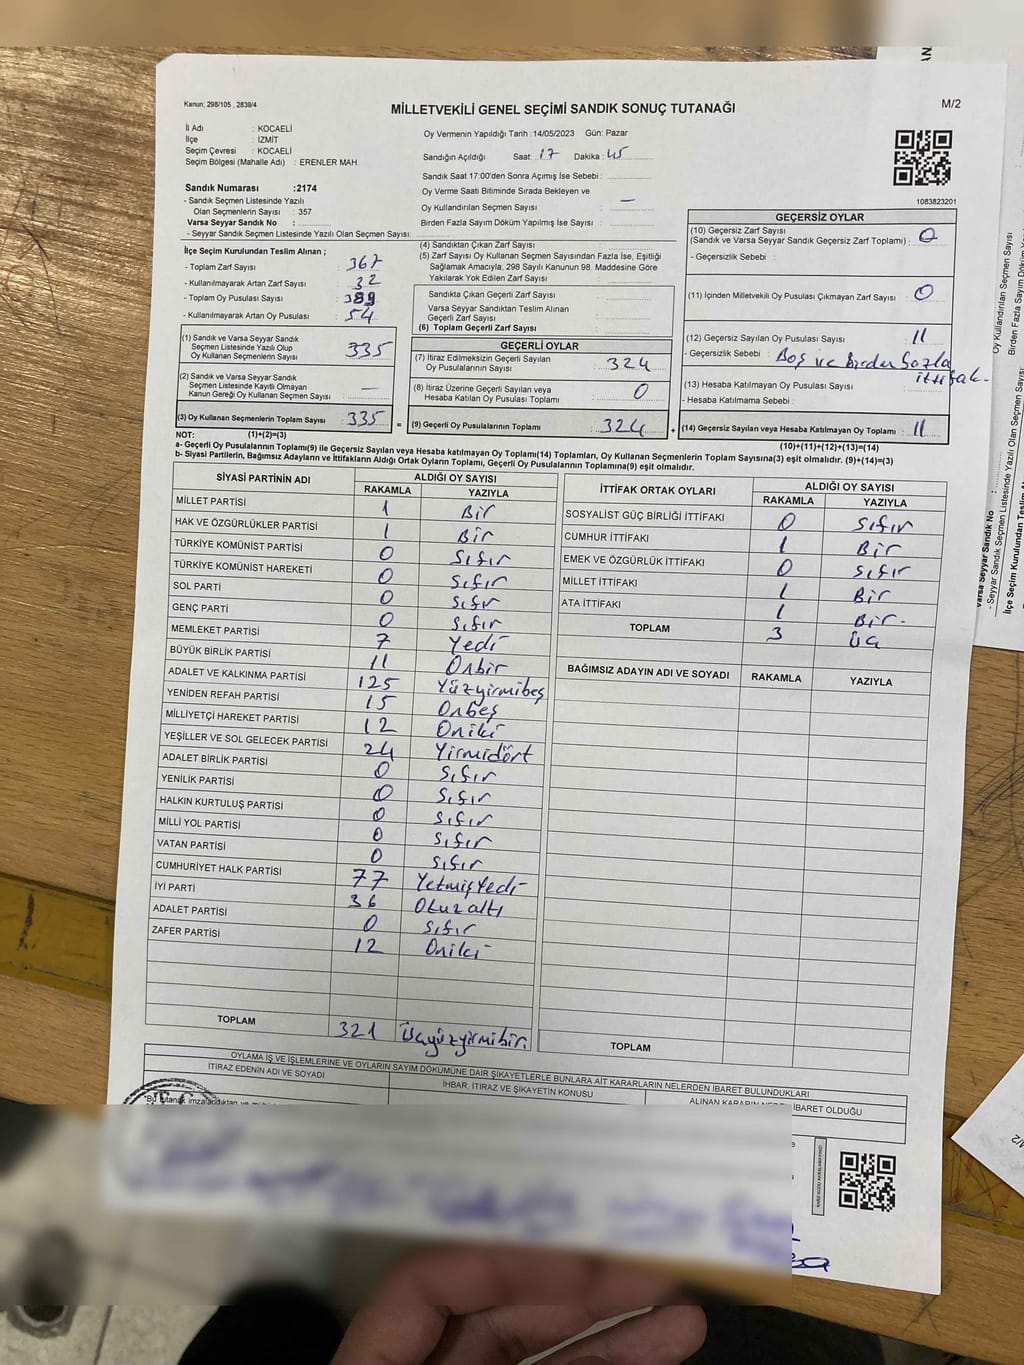 Kanun; 298/105 , 2839/4
MİLLETVEKİLİ GENEL SEÇİMİ SANDIK SONUÇ TUTANAĞI
M/2
İl Adı : KOCAELİ
İlçe : İZMİT
Seçim Çevresi : KOCAELİ
Seçim Bölgesi (Mahalle Adı) : ERENLER MAH.
Sandık Numarası :2174
- Sandık Seçmen Listesinde Yazılı
Olan Seçmenlerin Sayısı : 357
Varsa Seyyar Sandık No :
- Seyyar Sandık Seçmen Listesinde Yazılı Olan Seçmen Sayısı:
Oy Vermenin Yapıldığı Tarih :14/05/2023 Gün: Pazar
Sandığın Açıldığı Saat: 17 Dakika : 45
Sandık Saat 17:00'den Sonra Açımış İse Sebebi :
Oy Verme Saati Bitiminde Sırada Bekleyen ve
Oy Kullandırılan Seçmen Sayısı : —
Birden Fazla Sayım Döküm Yapılmış İse Sayısı :
1083823201
İlçe Seçim Kurulundan Teslim Alınan ;
- Toplam Zarf Sayısı : 367
- Kullanılmayarak Artan Zarf Sayısı : 32
- Toplam Oy Pusulası Sayısı : 389
- Kullanılmayarak Artan Oy Pusulası : 54
(1) Sandık ve Varsa Seyyar Sandık
Seçmen Listesinde Yazılı Olup
Oy Kullanan Seçmenlerin Sayısı : 335
(2) Sandık ve Varsa Seyyar Sandık
Seçmen Listesinde Kayıtlı Olmayan
Kanun Gereği Oy Kullanan Seçmen Sayısı : —
(3) Oy Kullanan Seçmenlerin Toplam Sayısı : 335 =
(4) Sandıktan Çıkan Zarf Sayısı :
(5) Zarf Sayısı Oy Kullanan Seçmen Sayısından Fazla İse, Eşitliği
Sağlamak Amacıyla; 298 Sayılı Kanunun 98. Maddesine Göre
Yakılarak Yok Edilen Zarf Sayısı :
Sandıkta Çıkan Geçerli Zarf Sayısı :
Varsa Seyyar Sandıktan Teslim Alınan
Geçerli Zarf Sayısı :
(6) Toplam Geçerli Zarf Sayısı :
GEÇERLİ OYLAR
(7) İtiraz Edilmeksizin Geçerli Sayılan
Oy Pusulalarının Sayısı : 324
(8) İtiraz Üzerine Geçerli Sayılan veya
Hesaba Katılan Oy Pusulası Toplamı : 0
(9) Geçerli Oy Pusulalarının Toplamı : 324 +
GEÇERSİZ OYLAR
(10) Geçersiz Zarf Sayısı
(Sandık ve Varsa Seyyar Sandık Geçersiz Zarf Toplamı) : 0
- Geçersizlik Sebebi :
(11) İçinden Milletvekili Oy Pusulası Çıkmayan Zarf Sayısı : 0
(12) Geçersiz Sayılan Oy Pusulası Sayısı : 11
- Geçersizlik Sebebi : Boş ve Birden fazla
ittifak.
(13) Hesaba Katılmayan Oy Pusulası Sayısı :
- Hesaba Katılmama Sebebi :
(14) Geçersiz Sayılan veya Hesaba Katılmayan Oy Toplamı : 11
NOT: (1)+(2)=(3) (10)+(11)+(12)+(13)=(14)
a- Geçerli Oy Pusulalarının Toplamı(9) ile Geçersiz Sayılan veya Hesaba katılmayan Oy Toplamı(14) Toplamları, Oy Kullanan Seçmenlerin Toplam Sayısına(3) eşit olmalıdır. (9)+(14)=(3)
b- Siyasi Partilerin, Bağımsız Adayların ve İttifakların Aldığı Ortak Oyların Toplamı, Geçerli Oy Pusulalarının Toplamına(9) eşit olmalıdır.
SİYASİ PARTİNİN ADI ALDIĞI OY SAYISI
RAKAMLA YAZIYLA
MİLLET PARTİSİ 1 Bir
HAK VE ÖZGÜRLÜKLER PARTİSİ 1 Bir
TÜRKİYE KOMÜNİST PARTİSİ 0 Sıfır
TÜRKİYE KOMÜNİST HAREKETİ 0 Sıfır
SOL PARTİ 0 Sıfır
GENÇ PARTİ 0 Sıfır
MEMLEKET PARTİSİ 7 Yedi
BÜYÜK BİRLİK PARTİSİ 11 Onbir
ADALET VE KALKINMA PARTİSİ 125 Yüzyirmibeş
YENİDEN REFAH PARTİSİ 15 Onbeş
MİLLİYETÇİ HAREKET PARTİSİ 12 Oniki
YEŞİLLER VE SOL GELECEK PARTİSİ 24 Yirmidört
ADALET BİRLİK PARTİSİ 0 Sıfır
YENİLİK PARTİSİ 0 Sıfır
HALKIN KURTULUŞ PARTİSİ 0 Sıfır
MİLLİ YOL PARTİSİ 0 Sıfır
VATAN PARTİSİ 0 Sıfır
CUMHURİYET HALK PARTİSİ 77 Yetmişyedi
İYİ PARTİ 36 Otuzaltı
ADALET PARTİSİ 0 Sıfır
ZAFER PARTİSİ 12 Oniki
TOPLAM 321 Üçyüzyirmibir.
İTTİFAK ORTAK OYLARI ALDIĞI OY SAYISI
RAKAMLA YAZIYLA
SOSYALİST GÜÇ BİRLİĞİ İTTİFAKI 0 Sıfır
CUMHUR İTTİFAKI 1 Bir
EMEK VE ÖZGÜRLÜK İTTİFAKI 0 Sıfır
MİLLET İTTİFAKI 1 Bir
ATA İTTİFAKI 1 Bir.
TOPLAM 3 üç
BAĞIMSIZ ADAYIN ADI VE SOYADI RAKAMLA YAZIYLA
TOPLAM
OYLAMA İŞ VE İŞLEMLERİNE VE OYLARIN SAYIM DÖKÜMÜNE DAİR ŞİKAYETLERLE BUNLARA AİT KARARLARIN NELERDEN İBARET BULUNDUKLARI
İTİRAZ EDENİN ADI VE SOYADI İHBAR, İTİRAZ VE ŞİKAYETİN KONUSU ALINAN KARARIN NEDEN İBARET OLDUĞU
Oy Kullandırılan Seçmen Sayısı
Varsa Seyyar Sandık No :
İlçe Seçim Kurulundan Teslim